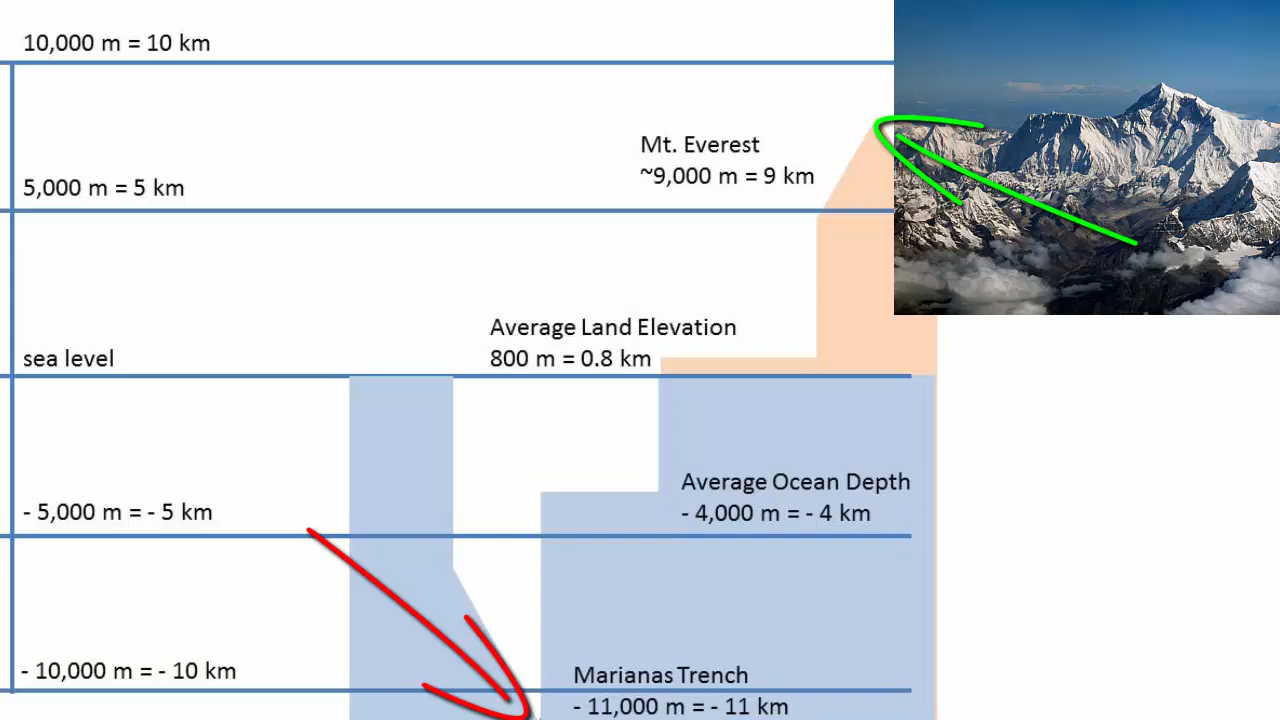 10,000 m = 10 km
Mt. Everest
~9,000 m = 9 km
5,000 m = 5 km
Average Land Elevation
800 m = 0.8 km
sea level
Average Ocean Depth
- 4,000 m = - 4 km
- 5,000 m = - 5 km
- 10,000 m = - 10 km
Marianas Trench
- 11,000 m = - 11 km